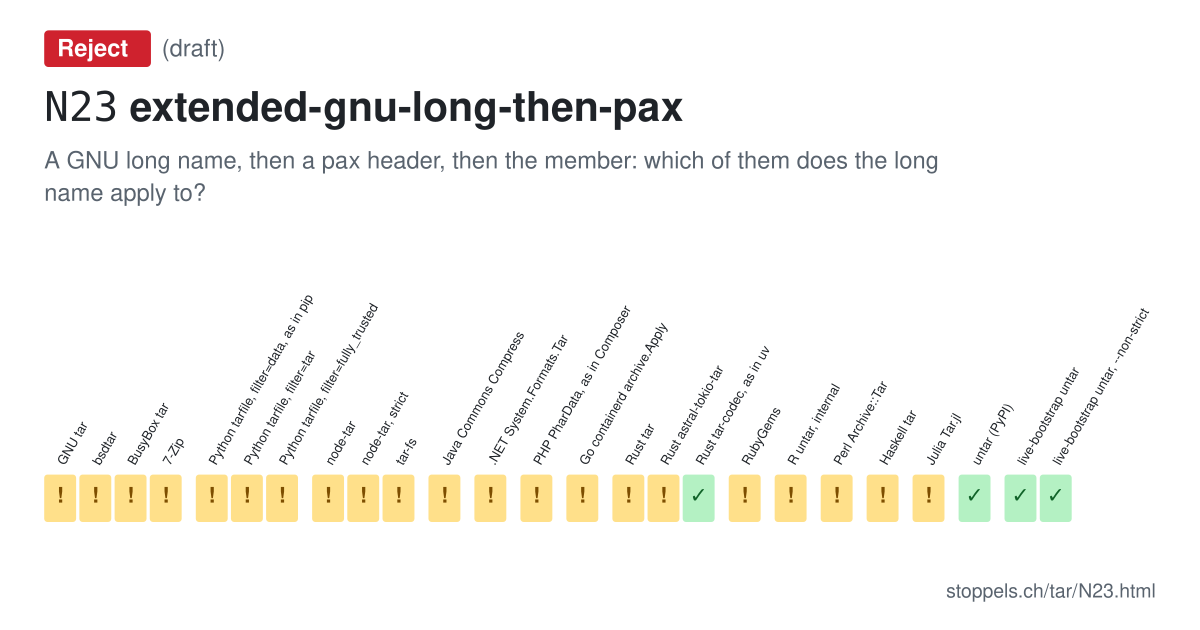 Reject (draft)
N23 extended-gnu-long-then-pax
A GNU long name, then a pax header, then the member: which of them does the long
name apply to?
GNU tar
bsdtar
BusyBox tar
7-Zip
Python tarfile, filter=data, as in pip
Python tarfile, filter=tar
Python tarfile, filter=fully_trusted
node-tar
node-tar, strict
tar-fs
Java Commons Compress
.NET System.Formats.Tar
PHP PharData, as in Composer
Go containerd archive.Apply
Rust tar
Rust astral-tokio-tar
Rust tar-codec, as in uv
RubyGems
R untar, internal
Perl Archive::Tar
Haskell tar
Julia Tar.jl
untar (PyPI)
live-bootstrap untar
live-bootstrap untar, --non-strict
! ! ! ! ! ! ! ! ! ! ! ! ! ! ! ! ✓ ! ! ! ! ! ✓ ✓ ✓
stoppels.ch/tar/N23.html